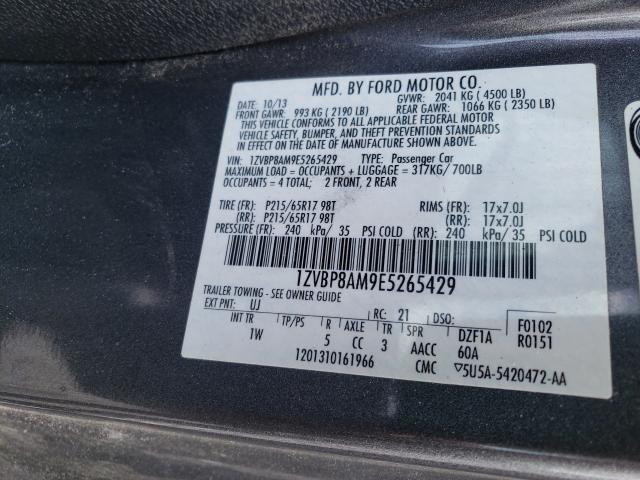 MFD. BY FORD MOTOR CO.
DATE: 10/13 GVWR: 2041 KG ( 4500 LB)
FRONT GAWR: 993 KG ( 2190 LB) REAR GAWR: 1066 KG ( 2350 LB)
THIS VEHICLE CONFORMS TO ALL APPLICABLE FEDERAL MOTOR
VEHICLE SAFETY, BUMPER, AND THEFT PREVENTION STANDARDS
IN EFFECT ON THE DATE OF MANUFACTURE SHOWN ABOVE.
VIN: 1ZVBP8AM9E5265429 TYPE: Passenger Car
MAXIMUM LOAD = OCCUPANTS + LUGGAGE = 317KG/ 700LB
OCCUPANTS = 4 TOTAL; 2 FRONT, 2 REAR
TIRE (FR): P215/65R17 98T RIMS (FR): 17x7.0J
(RR): P215/65R17 98T (RR): 17x7.0J
PRESSURE (FR): 240 kPa/ 35 PSI COLD (RR): 240 kPa/ 35 PSI COLD
1ZVBP8AM9E5265429
TRAILER TOWING - SEE OWNER GUIDE
EXT PNT: UJ RC: 21 DSO: F0102
INT TR TP/PS R AXLE TR SPR DZF1A R0151
1W 5 CC 3 AACC 60A
1201310161966 CMC ▽5U5A-5420472-AA